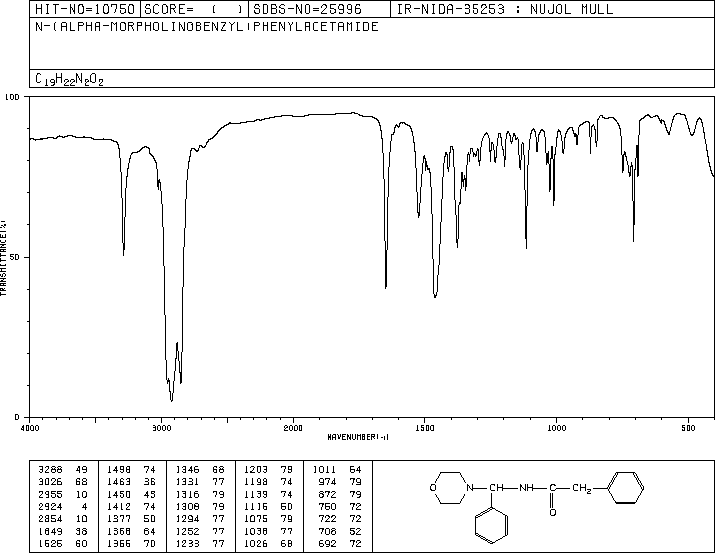 HIT-NO=10750 SCORE= ( ) SDBS-NO=25996 IR-NIDA-35253 : NUJOL MULL
N-(ALPHA-MORPHOLINOBENZYL)PHENYLACETAMIDE
C19H22N2O2
100
50
0
TRANSMITTANCE(%)
4000 3000 2000 1500 1000 500
WAVENUMBER(-1)
3288 49 1498 74 1346 68 1203 79 1011 64
3026 68 1463 36 1331 77 1198 74 974 79
2955 10 1450 45 1316 79 1139 74 872 79
2924 4 1412 74 1308 79 1116 50 750 72
2854 10 1377 50 1294 77 1075 79 722 72
1649 38 1368 64 1252 77 1038 77 708 52
1525 60 1355 70 1233 77 1026 68 692 72
O N CH NH C CH2
O